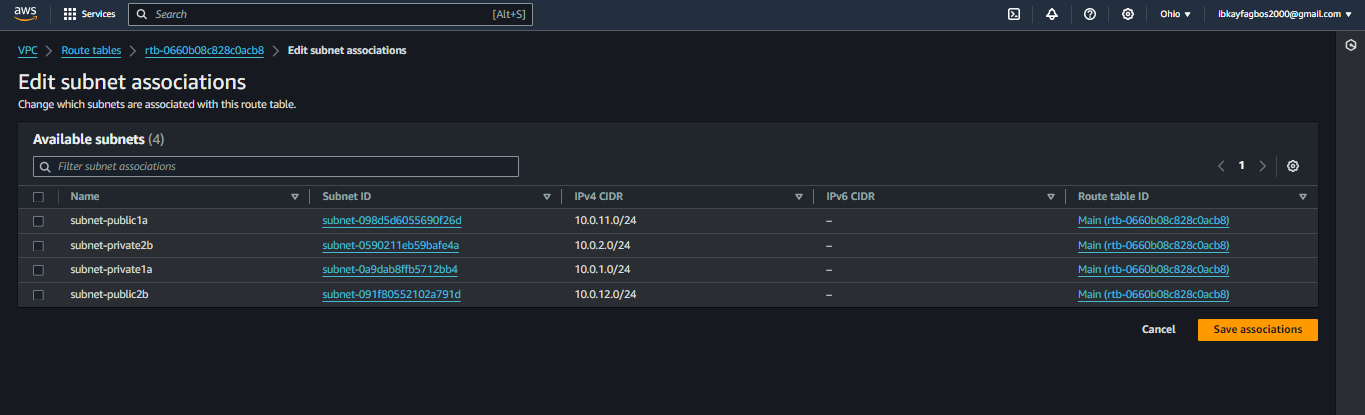 aws Services Search [Alt+S] Ohio ibkayfagbos2000@gmail.com
VPC Route tables rtb-0660b08c828c0acb8 Edit subnet associations
Edit subnet associations
Change which subnets are associated with this route table.
Available subnets (4)
Filter subnet associations 1
Name Subnet ID IPv4 CIDR IPv6 CIDR Route table ID
subnet-public1a subnet-098d5d6055690f26d 10.0.11.0/24 – Main (rtb-0660b08c828c0acb8)
subnet-private2b subnet-0590211eb59bafe4a 10.0.2.0/24 – Main (rtb-0660b08c828c0acb8)
subnet-private1a subnet-0a9dab8ffb5712bb4 10.0.1.0/24 – Main (rtb-0660b08c828c0acb8)
subnet-public2b subnet-091f80552102a791d 10.0.12.0/24 – Main (rtb-0660b08c828c0acb8)
Cancel Save associations